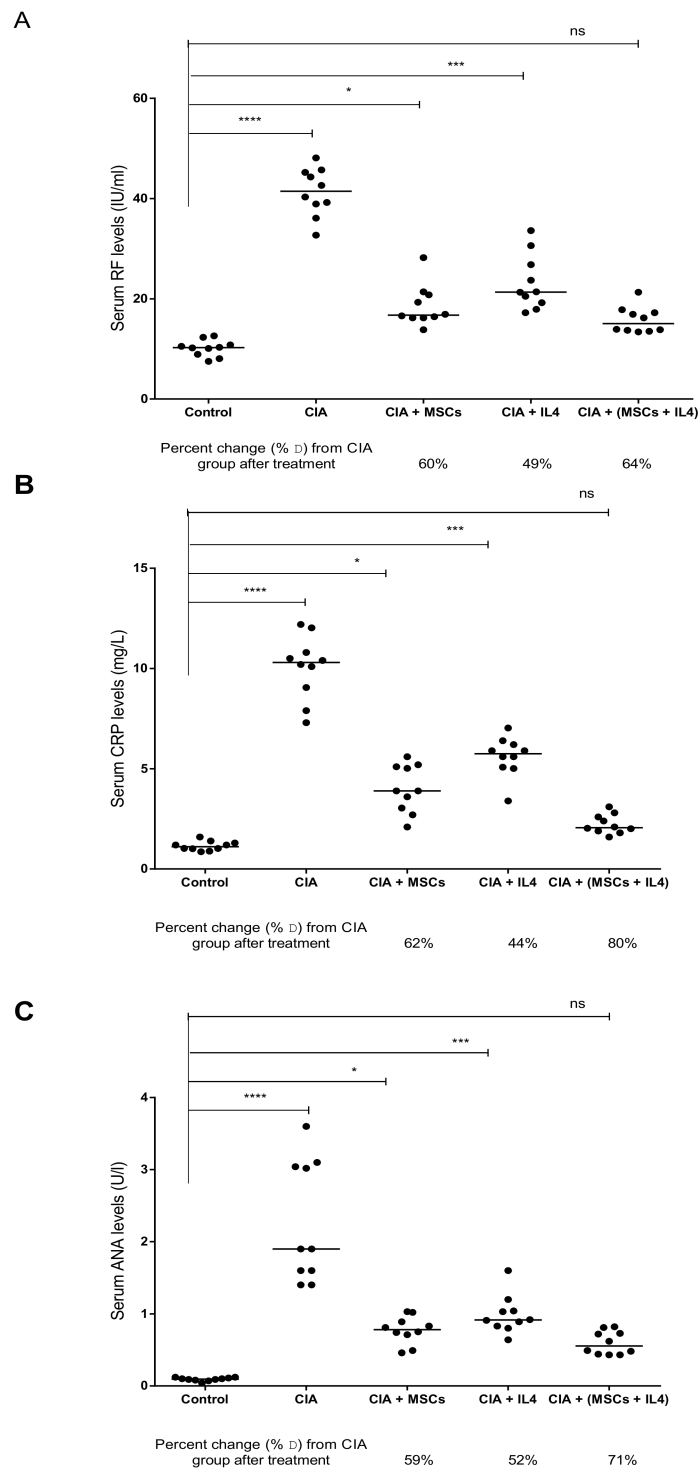 A
ns
***
*
****
60
40
20
0
Serum RF levels (IU/ml)
Control CIA CIA + MSCs CIA + IL4 CIA + (MSCs + IL4)
Percent change (% D) from CIA
group after treatment 60% 49% 64%
B
ns
***
*
****
15
10
5
0
Serum CRP levels (mg/L)
Control CIA CIA + MSCs CIA + IL4 CIA + (MSCs + IL4)
Percent change (% D) from CIA
group after treatment 62% 44% 80%
C
ns
***
*
****
4
3
2
1
0
Serum ANA levels (U/l)
Control CIA CIA + MSCs CIA + IL4 CIA + (MSCs + IL4)
Percent change (% D) from CIA
group after treatment 59% 52% 71%